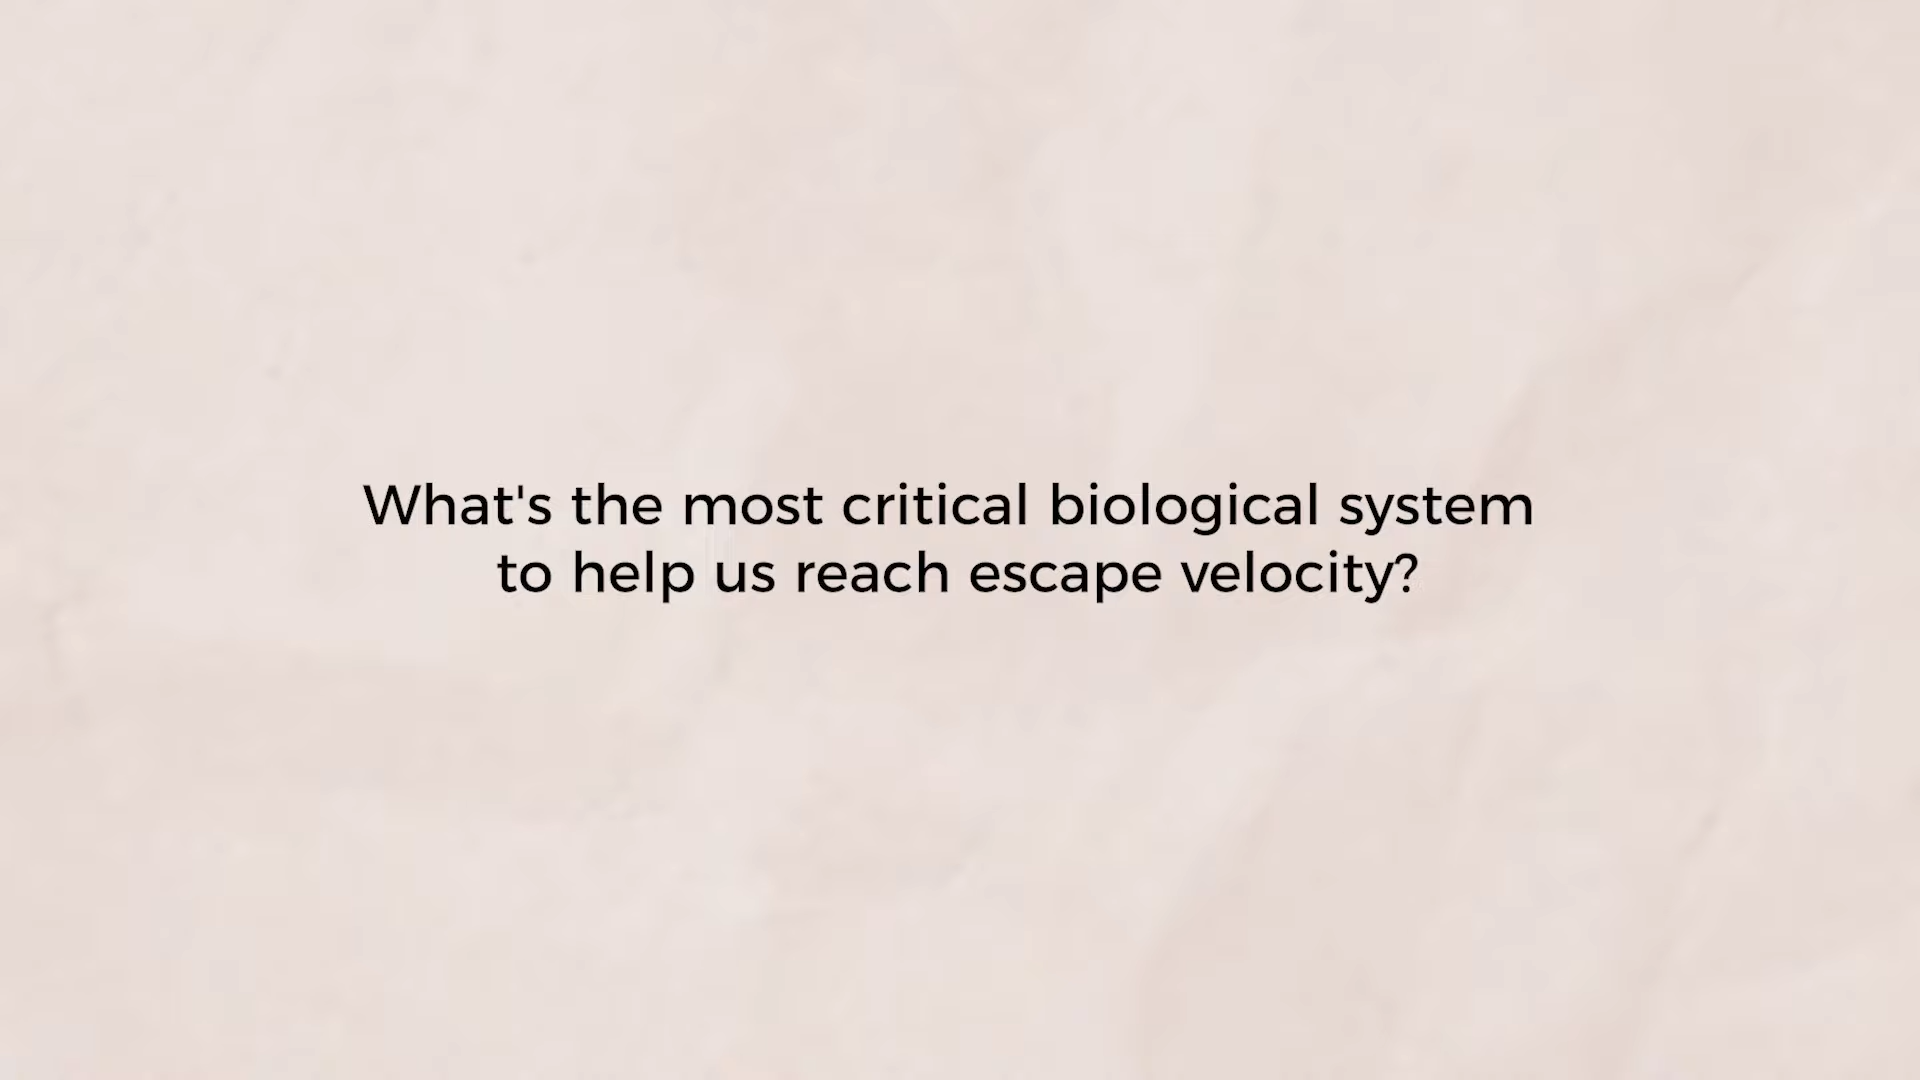 What's the most critical biological system
to help us reach escape velocity?